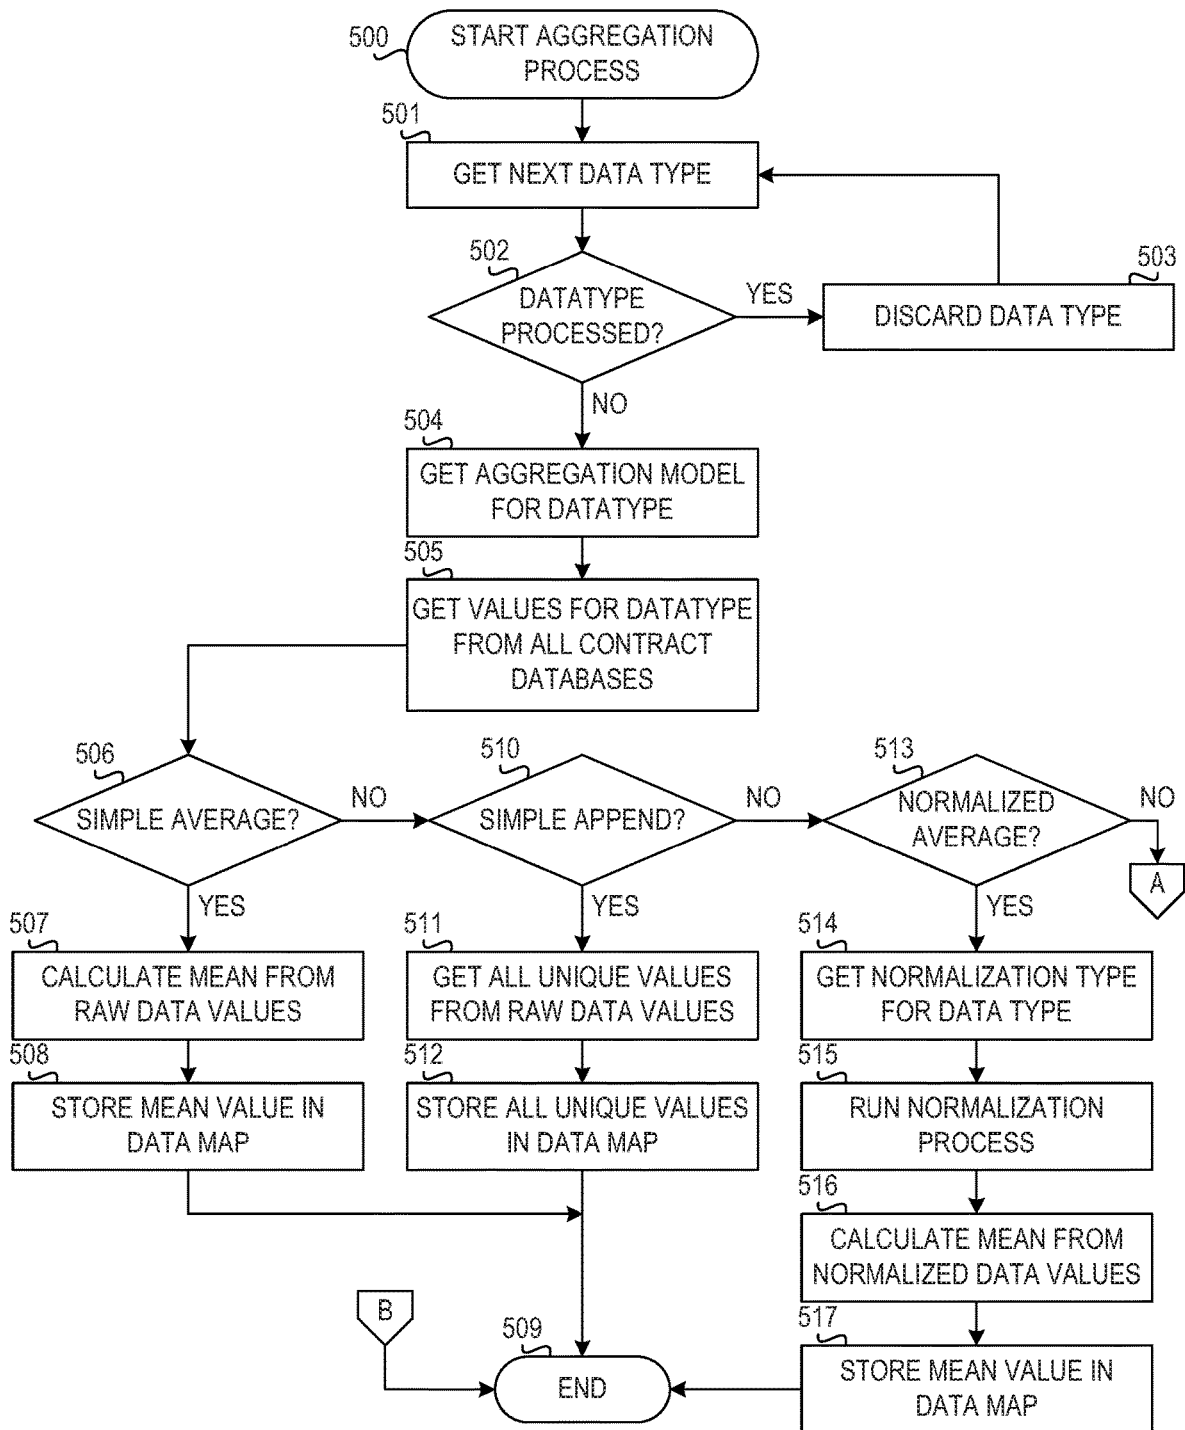 500
START AGGREGATION
PROCESS
501
GET NEXT DATA TYPE
502
DATATYPE
PROCESSED?
YES
503
DISCARD DATA TYPE
NO
504
GET AGGREGATION MODEL
FOR DATATYPE
505
GET VALUES FOR DATATYPE
FROM ALL CONTRACT
DATABASES
506
SIMPLE AVERAGE?
NO
510
SIMPLE APPEND?
NO
513
NORMALIZED
AVERAGE?
NO
A
YES
YES
YES
507
CALCULATE MEAN FROM
RAW DATA VALUES
511
GET ALL UNIQUE VALUES
FROM RAW DATA VALUES
514
GET NORMALIZATION TYPE
FOR DATA TYPE
508
STORE MEAN VALUE IN
DATA MAP
512
STORE ALL UNIQUE VALUES
IN DATA MAP
515
RUN NORMALIZATION
PROCESS
516
CALCULATE MEAN FROM
NORMALIZED DATA VALUES
B
509
END
517
STORE MEAN VALUE IN
DATA MAP